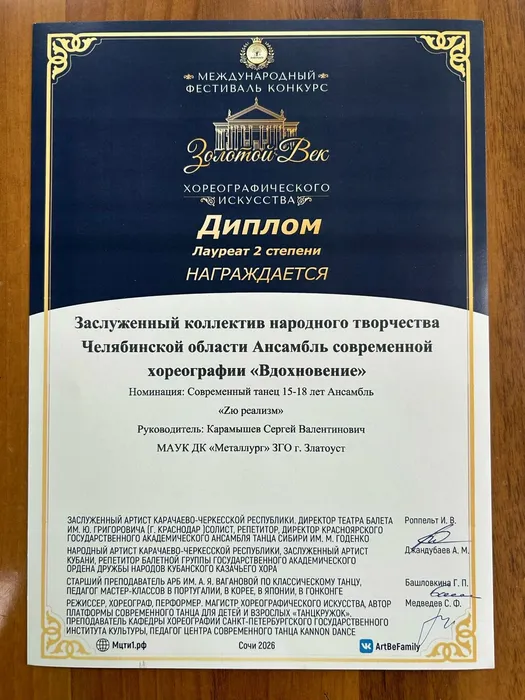 МЕЖДУНАРОДНЫЙ
ФЕСТИВАЛЬ КОНКУРС
Золотой Век
ХОРЕОГРАФИЧЕСКОГО
ИСКУССТВА
Диплом
Лауреат 2 степени
НАГРАЖДАЕТСЯ
Заслуженный коллектив народного творчества
Челябинской области Ансамбль современной
хореографии «Вдохновение»
Номинация: Современный танец 15-18 лет Ансамбль
«Zю реализм»
Руководитель: Карамышев Сергей Валентинович
МАУК ДК «Металлург» ЗГО г. Златоуст
ЗАСЛУЖЕННЫЙ АРТИСТ КАРАЧАЕВО-ЧЕРКЕССКОЙ РЕСПУБЛИКИ, ДИРЕКТОР ТЕАТРА БАЛЕТА
ИМ. Ю. ГРИГОРОВИЧА (Г. КРАСНОДАР )СОЛИСТ, РЕПЕТИТОР, ДИРЕКТОР КРАСНОЯРСКОГО
ГОСУДАРСТВЕННОГО АКАДЕМИЧЕСКОГО АНСАМБЛЯ ТАНЦА СИБИРИ ИМ. М. ГОДЕНКО
Роппельт И. В.
НАРОДНЫЙ АРТИСТ КАРАЧАЕВО-ЧЕРКЕССКОЙ РЕСПУБЛИКИ, ЗАСЛУЖЕННЫЙ АРТИСТ
КУБАНИ, РЕПЕТИТОР БАЛЕТНОЙ ГРУППЫ ГОСУДАРСТВЕННОГО АКАДЕМИЧЕСКОГО
ОРДЕНА ДРУЖБЫ НАРОДОВ КУБАНСКОГО КАЗАЧЬЕГО ХОРА
Джандубаев А. М.
СТАРШИЙ ПРЕПОДАВАТЕЛЬ АРБ ИМ. А. Я. ВАГАНОВОЙ ПО КЛАССИЧЕСКОМУ ТАНЦУ,
ПЕДАГОГ МАСТЕР-КЛАССОВ В ПОРТУГАЛИИ, В КОРЕЕ, В ЯПОНИИ, В ГОНКОНГЕ
Башловкина Г. П.
РЕЖИССЕР, ХОРЕОГРАФ, ПЕРФОРМЕР. МАГИСТР ХОРЕОГРАФИЧЕСКОГО ИСКУССТВА, АВТОР
ПЛАТФОРМЫ СОВРЕМЕННОГО ТАНЦА ДЛЯ ДЕТЕЙ И ВЗРОСЛЫХ «ТАНЦКРУЖОК».
ПРЕПОДАВАТЕЛЬ КАФЕДРЫ ХОРЕОГРАФИИ САНКТ-ПЕТЕРБУРГСКОГО ГОСУДАРСТВЕННОГО
ИНСТИТУТА КУЛЬТУРЫ, ПЕДАГОГ ЦЕНТРА СОВРЕМЕННОГО ТАНЦА KANNON DANCE
Медведев С. Ф.
Мцти1.рф
Сочи 2026
ArtBeFamily